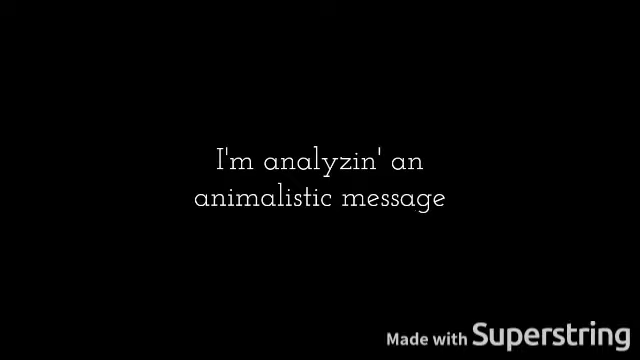 I'm analyzin' an
animalistic message
Made with Superstring